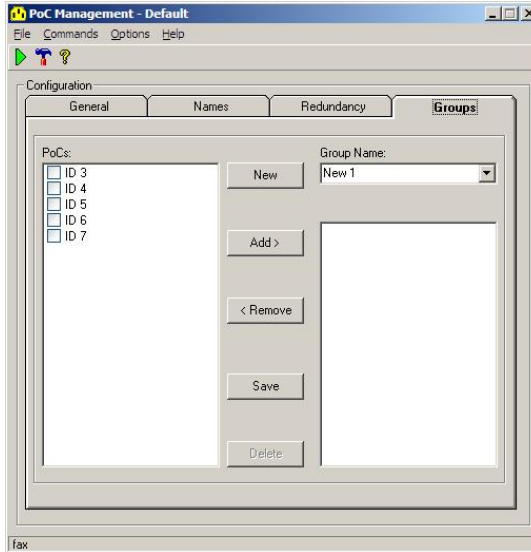 PoC Management - Default
File Commands Options Help
Configuration
General Names Redundancy Groups
PoCs: Group Name:
ID 3 New New 1
ID 4
ID 5
ID 6
ID 7
Add >
< Remove
Save
Delete
fax